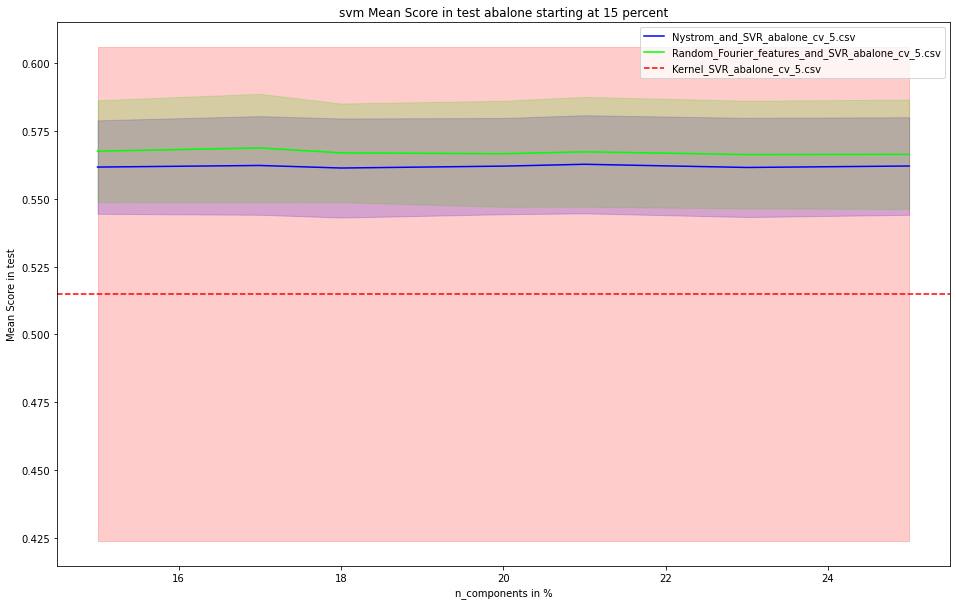 svm Mean Score in test abalone starting at 15 percent
Nystrom_and_SVR_abalone_cv_5.csv
Random_Fourier_features_and_SVR_abalone_cv_5.csv
Kernel_SVR_abalone_cv_5.csv
Mean Score in test
0.600
0.575
0.550
0.525
0.500
0.475
0.450
0.425
16 18 20 22 24
n_components in %